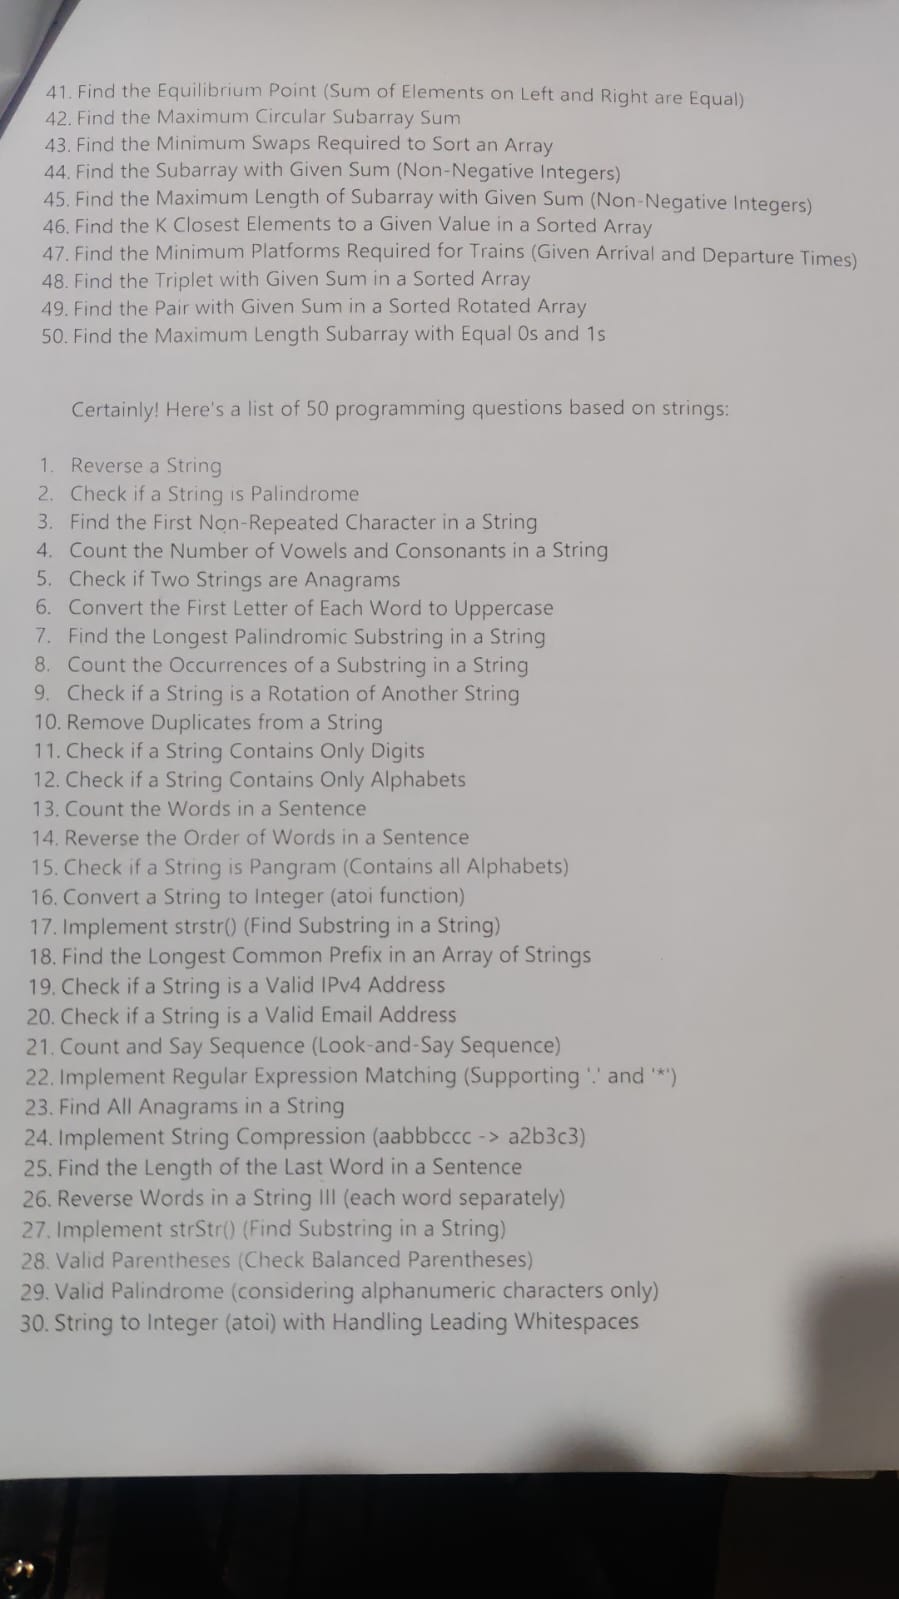 41. Find the Equilibrium Point (Sum of Elements on Left and Right are Equal)
42. Find the Maximum Circular Subarray Sum
43. Find the Minimum Swaps Required to Sort an Array
44. Find the Subarray with Given Sum (Non-Negative Integers)
45. Find the Maximum Length of Subarray with Given Sum (Non-Negative Integers)
46. Find the K Closest Elements to a Given Value in a Sorted Array
47. Find the Minimum Platforms Required for Trains (Given Arrival and Departure Times)
48. Find the Triplet with Given Sum in a Sorted Array
49. Find the Pair with Given Sum in a Sorted Rotated Array
50. Find the Maximum Length Subarray with Equal 0s and 1s
Certainly! Here's a list of 50 programming questions based on strings:
1. Reverse a String
2. Check if a String is Palindrome
3. Find the First Non-Repeated Character in a String
4. Count the Number of Vowels and Consonants in a String
5. Check if Two Strings are Anagrams
6. Convert the First Letter of Each Word to Uppercase
7. Find the Longest Palindromic Substring in a String
8. Count the Occurrences of a Substring in a String
9. Check if a String is a Rotation of Another String
10. Remove Duplicates from a String
11. Check if a String Contains Only Digits
12. Check if a String Contains Only Alphabets
13. Count the Words in a Sentence
14. Reverse the Order of Words in a Sentence
15. Check if a String is Pangram (Contains all Alphabets)
16. Convert a String to Integer (atoi function)
17. Implement strstr() (Find Substring in a String)
18. Find the Longest Common Prefix in an Array of Strings
19. Check if a String is a Valid IPv4 Address
20. Check if a String is a Valid Email Address
21. Count and Say Sequence (Look-and-Say Sequence)
22. Implement Regular Expression Matching (Supporting '.' and '*')
23. Find All Anagrams in a String
24. Implement String Compression (aabbbccc -> a2b3c3)
25. Find the Length of the Last Word in a Sentence
26. Reverse Words in a String III (each word separately)
27. Implement strStr() (Find Substring in a String)
28. Valid Parentheses (Check Balanced Parentheses)
29. Valid Palindrome (considering alphanumeric characters only)
30. String to Integer (atoi) with Handling Leading Whitespaces